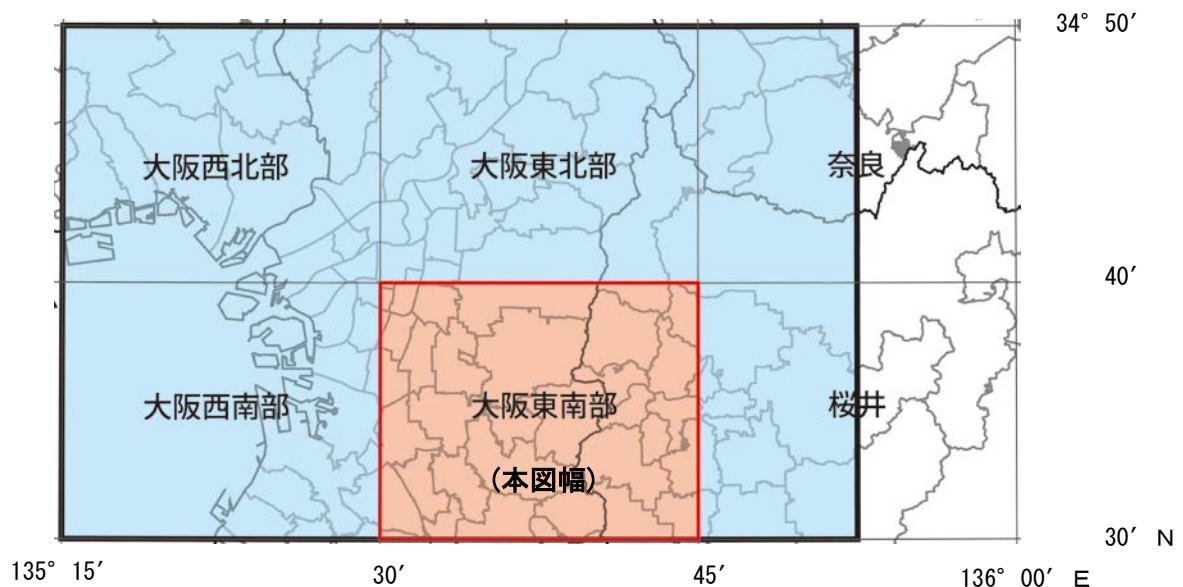 34° 50′
大阪西北部 大阪東北部 奈良
40′
大阪西南部 大阪東南部 桜井
(本図幅)
30′ N
135° 15′ 30′ 45′ 136° 00′ E